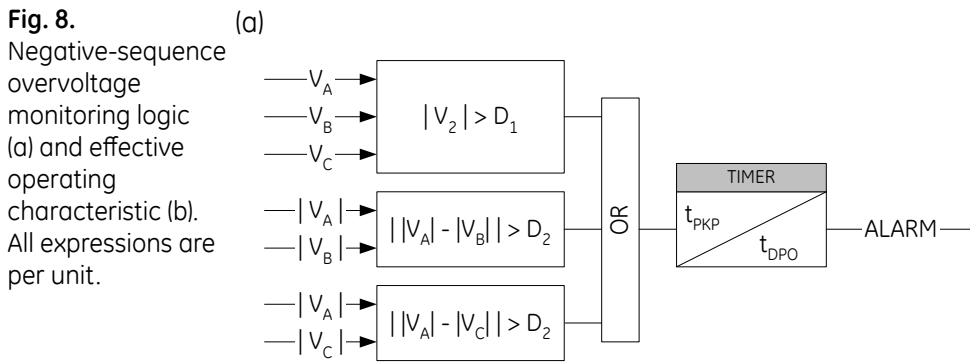 Fig. 8.
Negative-sequence
overvoltage
monitoring logic
(a) and effective
operating
characteristic (b).
All expressions are
per unit.
(a)
V_A
V_B
V_C
| V_2 | > D_1
| V_A |
| V_B |
| |V_A| - |V_B| | > D_2
| V_A |
| V_C |
| |V_A| - |V_C| | > D_2
OR
TIMER
t_PKP
t_DPO
ALARM